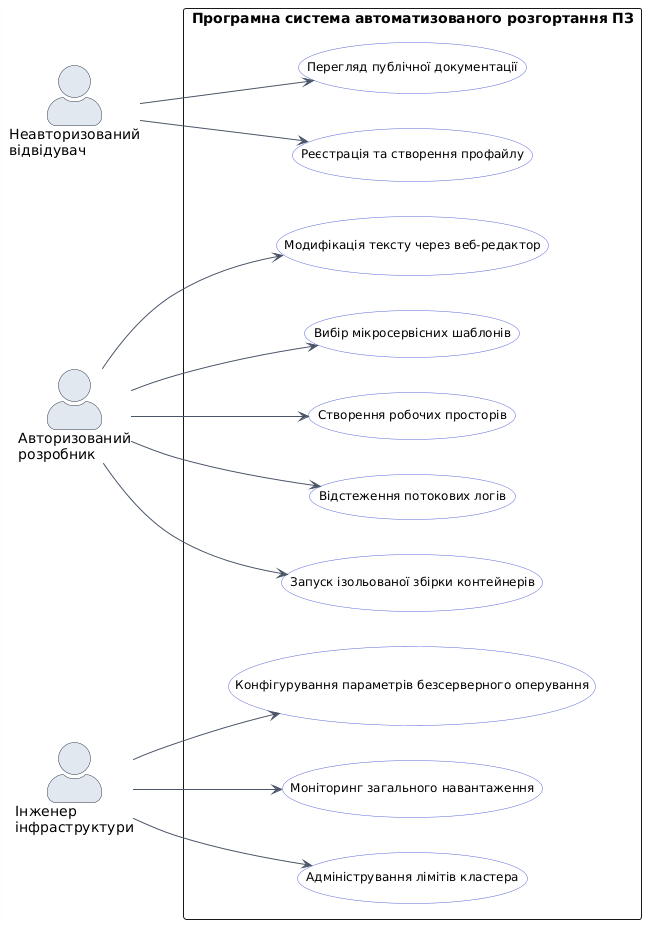 Програмна система автоматизованого розгортання ПЗ
Перегляд публічної документації
Неавторизований
відвідувач
Реєстрація та створення профайлу
Модифікація тексту через веб-редактор
Вибір мікросервісних шаблонів
Створення робочих просторів
Авторизований
розробник
Відстеження потокових логів
Запуск ізольованої збірки контейнерів
Конфігурування параметрів безсерверного оперування
Моніторинг загального навантаження
Інженер
інфраструктури
Адміністрування лімітів кластера